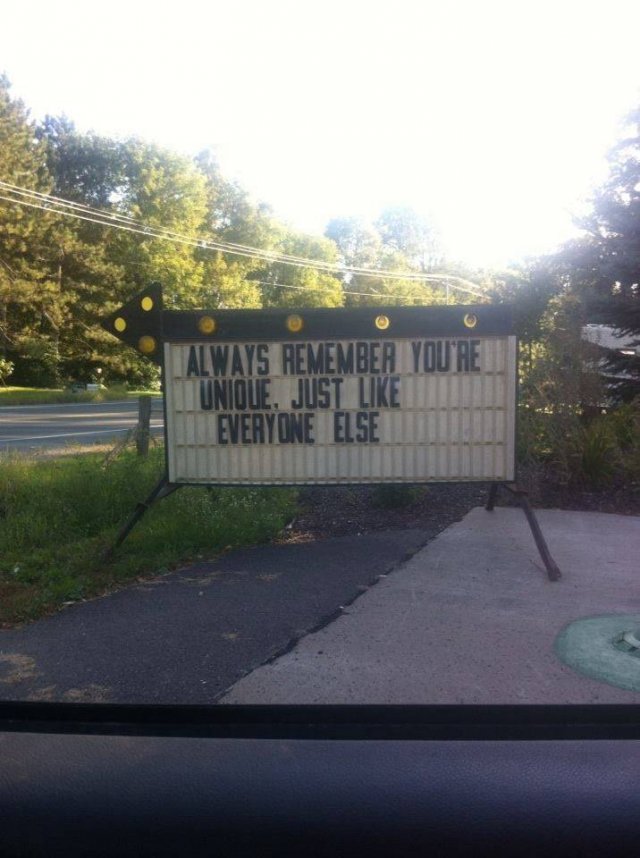 ALWAYS REMEMBER YOU'RE
UNIQUE, JUST LIKE
EVERYONE ELSE